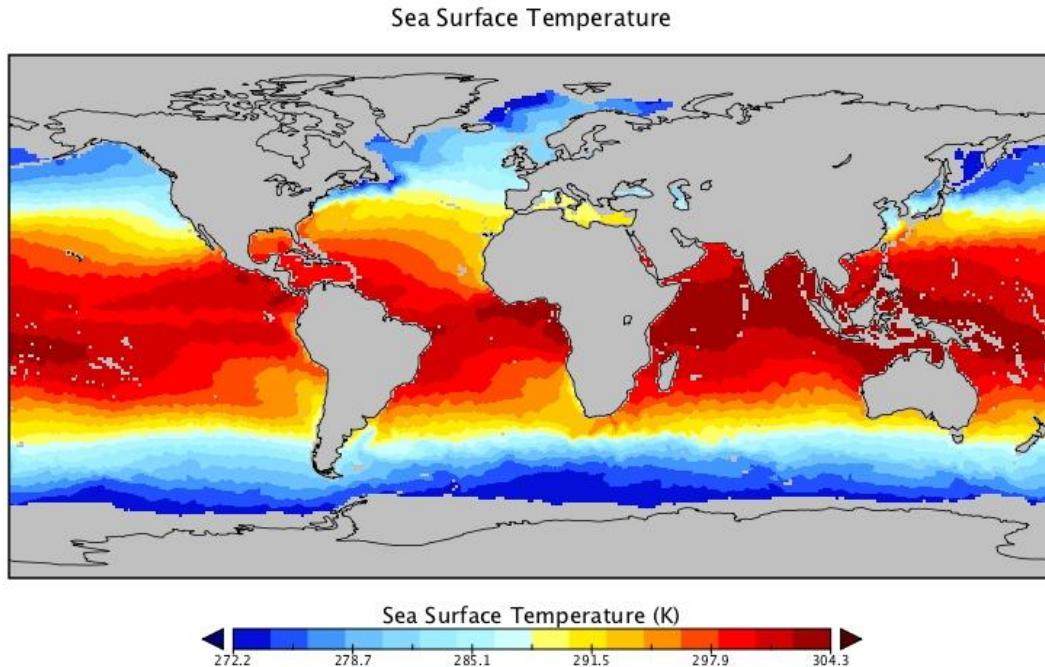 Sea Surface Temperature
Sea Surface Temperature (K)
272.2 278.7 285.1 291.5 297.9 304.3